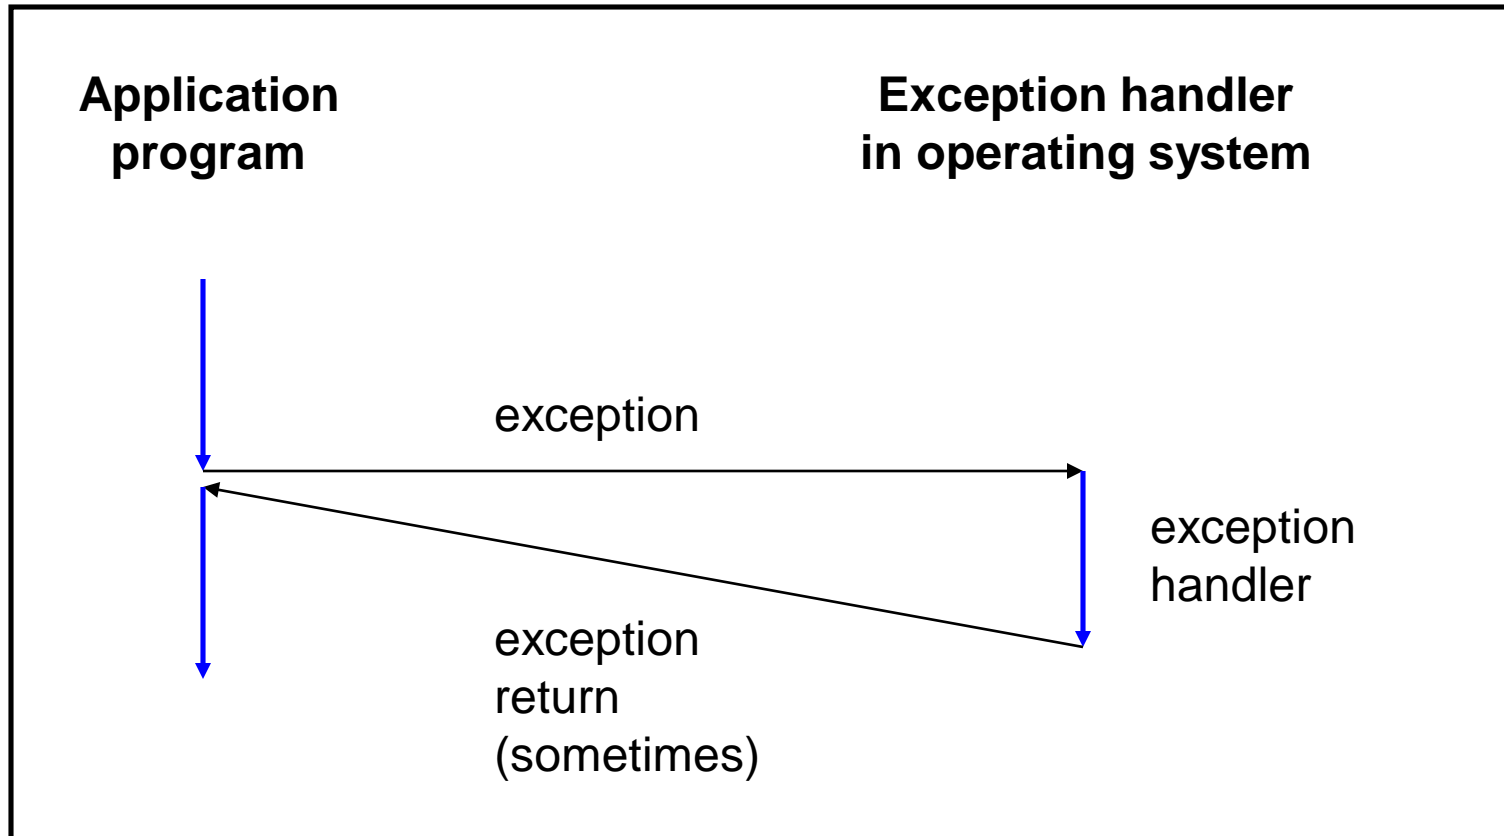 Application
program
Exception handler
in operating system
exception
exception
handler
exception
return
(sometimes)